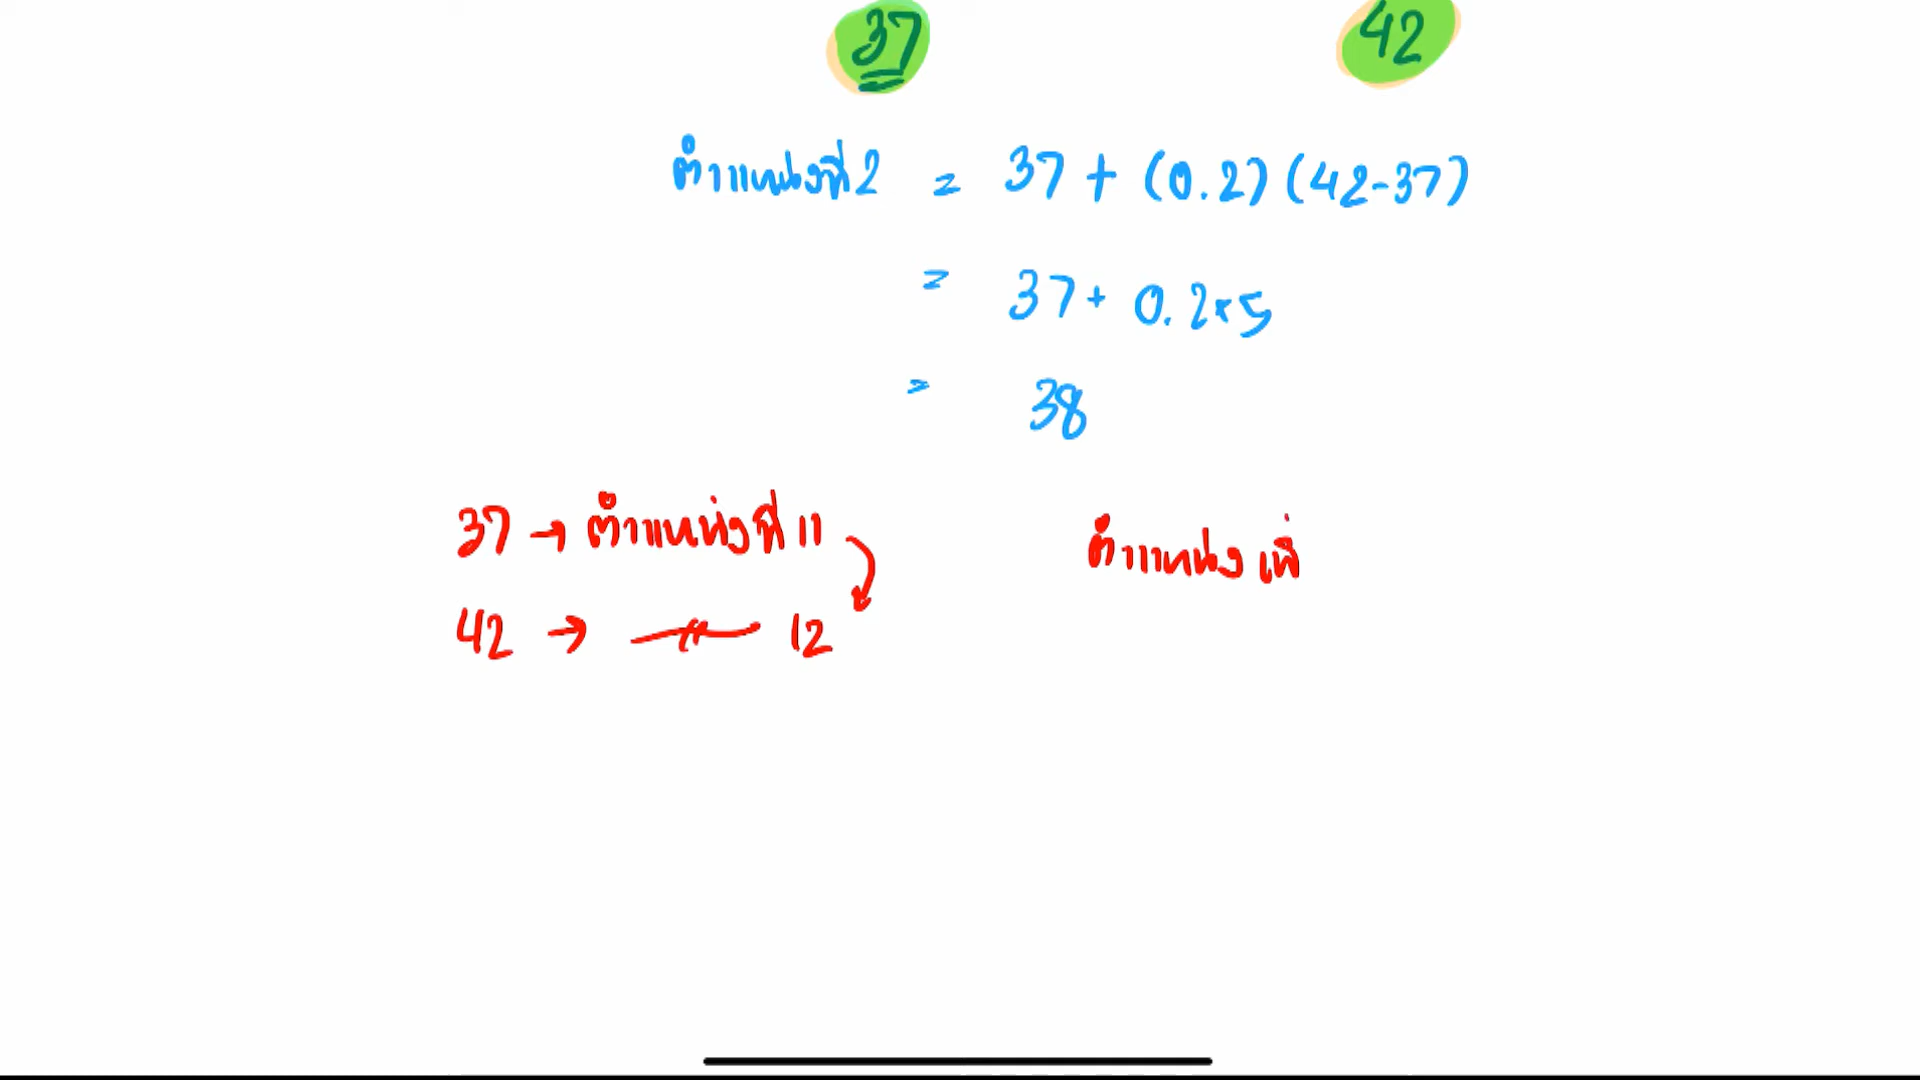 37 42
ตำแหน่งที่ 2 = 37 + (0.2) (42-37)
= 37 + 0.2×5
= 38
37 → ตำแหน่งที่ 11
ตำแหน่ง เพิ่
42 → 〃 12